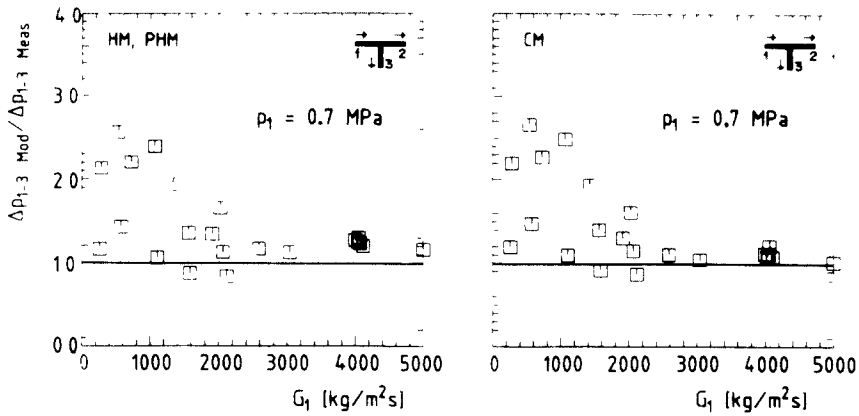 Δp₁₋₃ Mod/Δp₁₋₃ Meas
4.0
3.0
2.0
1.0
0.0
HM, PHM
1 2
3
p₁ = 0.7 MPa
0 1000 2000 3000 4000 5000
G₁ [kg/m²s]
CM
1 2
3
p₁ = 0.7 MPa
0 1000 2000 3000 4000 5000
G₁ [kg/m²s]